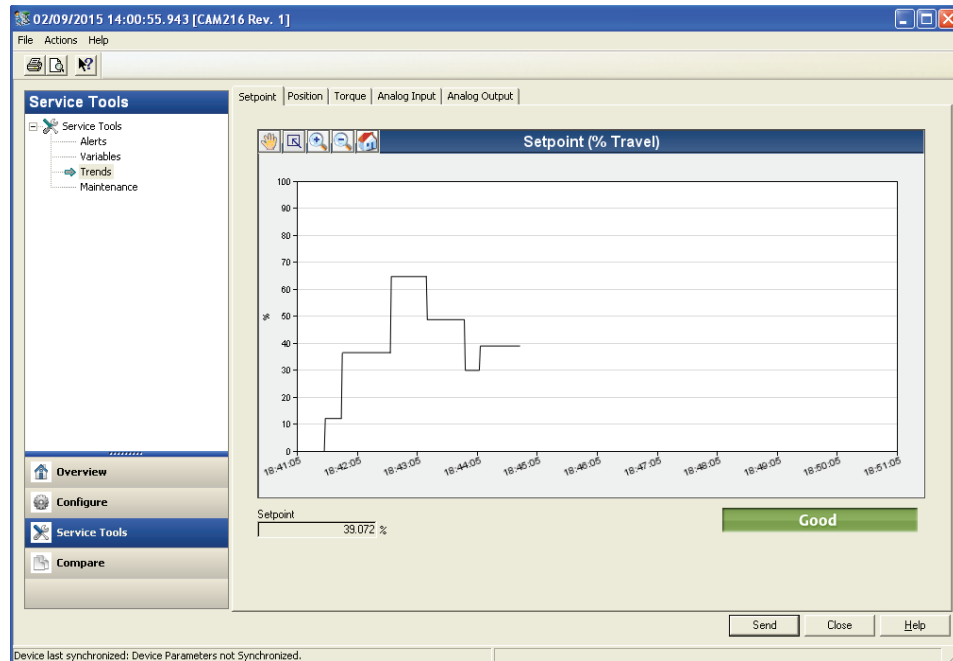 02/09/2015 14:00:55.943 [CAM216 Rev. 1]
File Actions Help
Service Tools
Service Tools
Alerts
Variables
Trends
Maintenance
Overview
Configure
Service Tools
Compare
Setpoint Position Torque Analog Input Analog Output
Setpoint (% Travel)
100
90
80
70
60
50
40
30
20
10
0
%
18:41:05 18:42:05 18:43:05 18:44:05 18:45:05 18:46:05 18:47:05 18:48:05 18:49:05 18:50:05 18:51:05
Setpoint
39.072 %
Good
Send Close Help
Device last synchronized: Device Parameters not Synchronized.